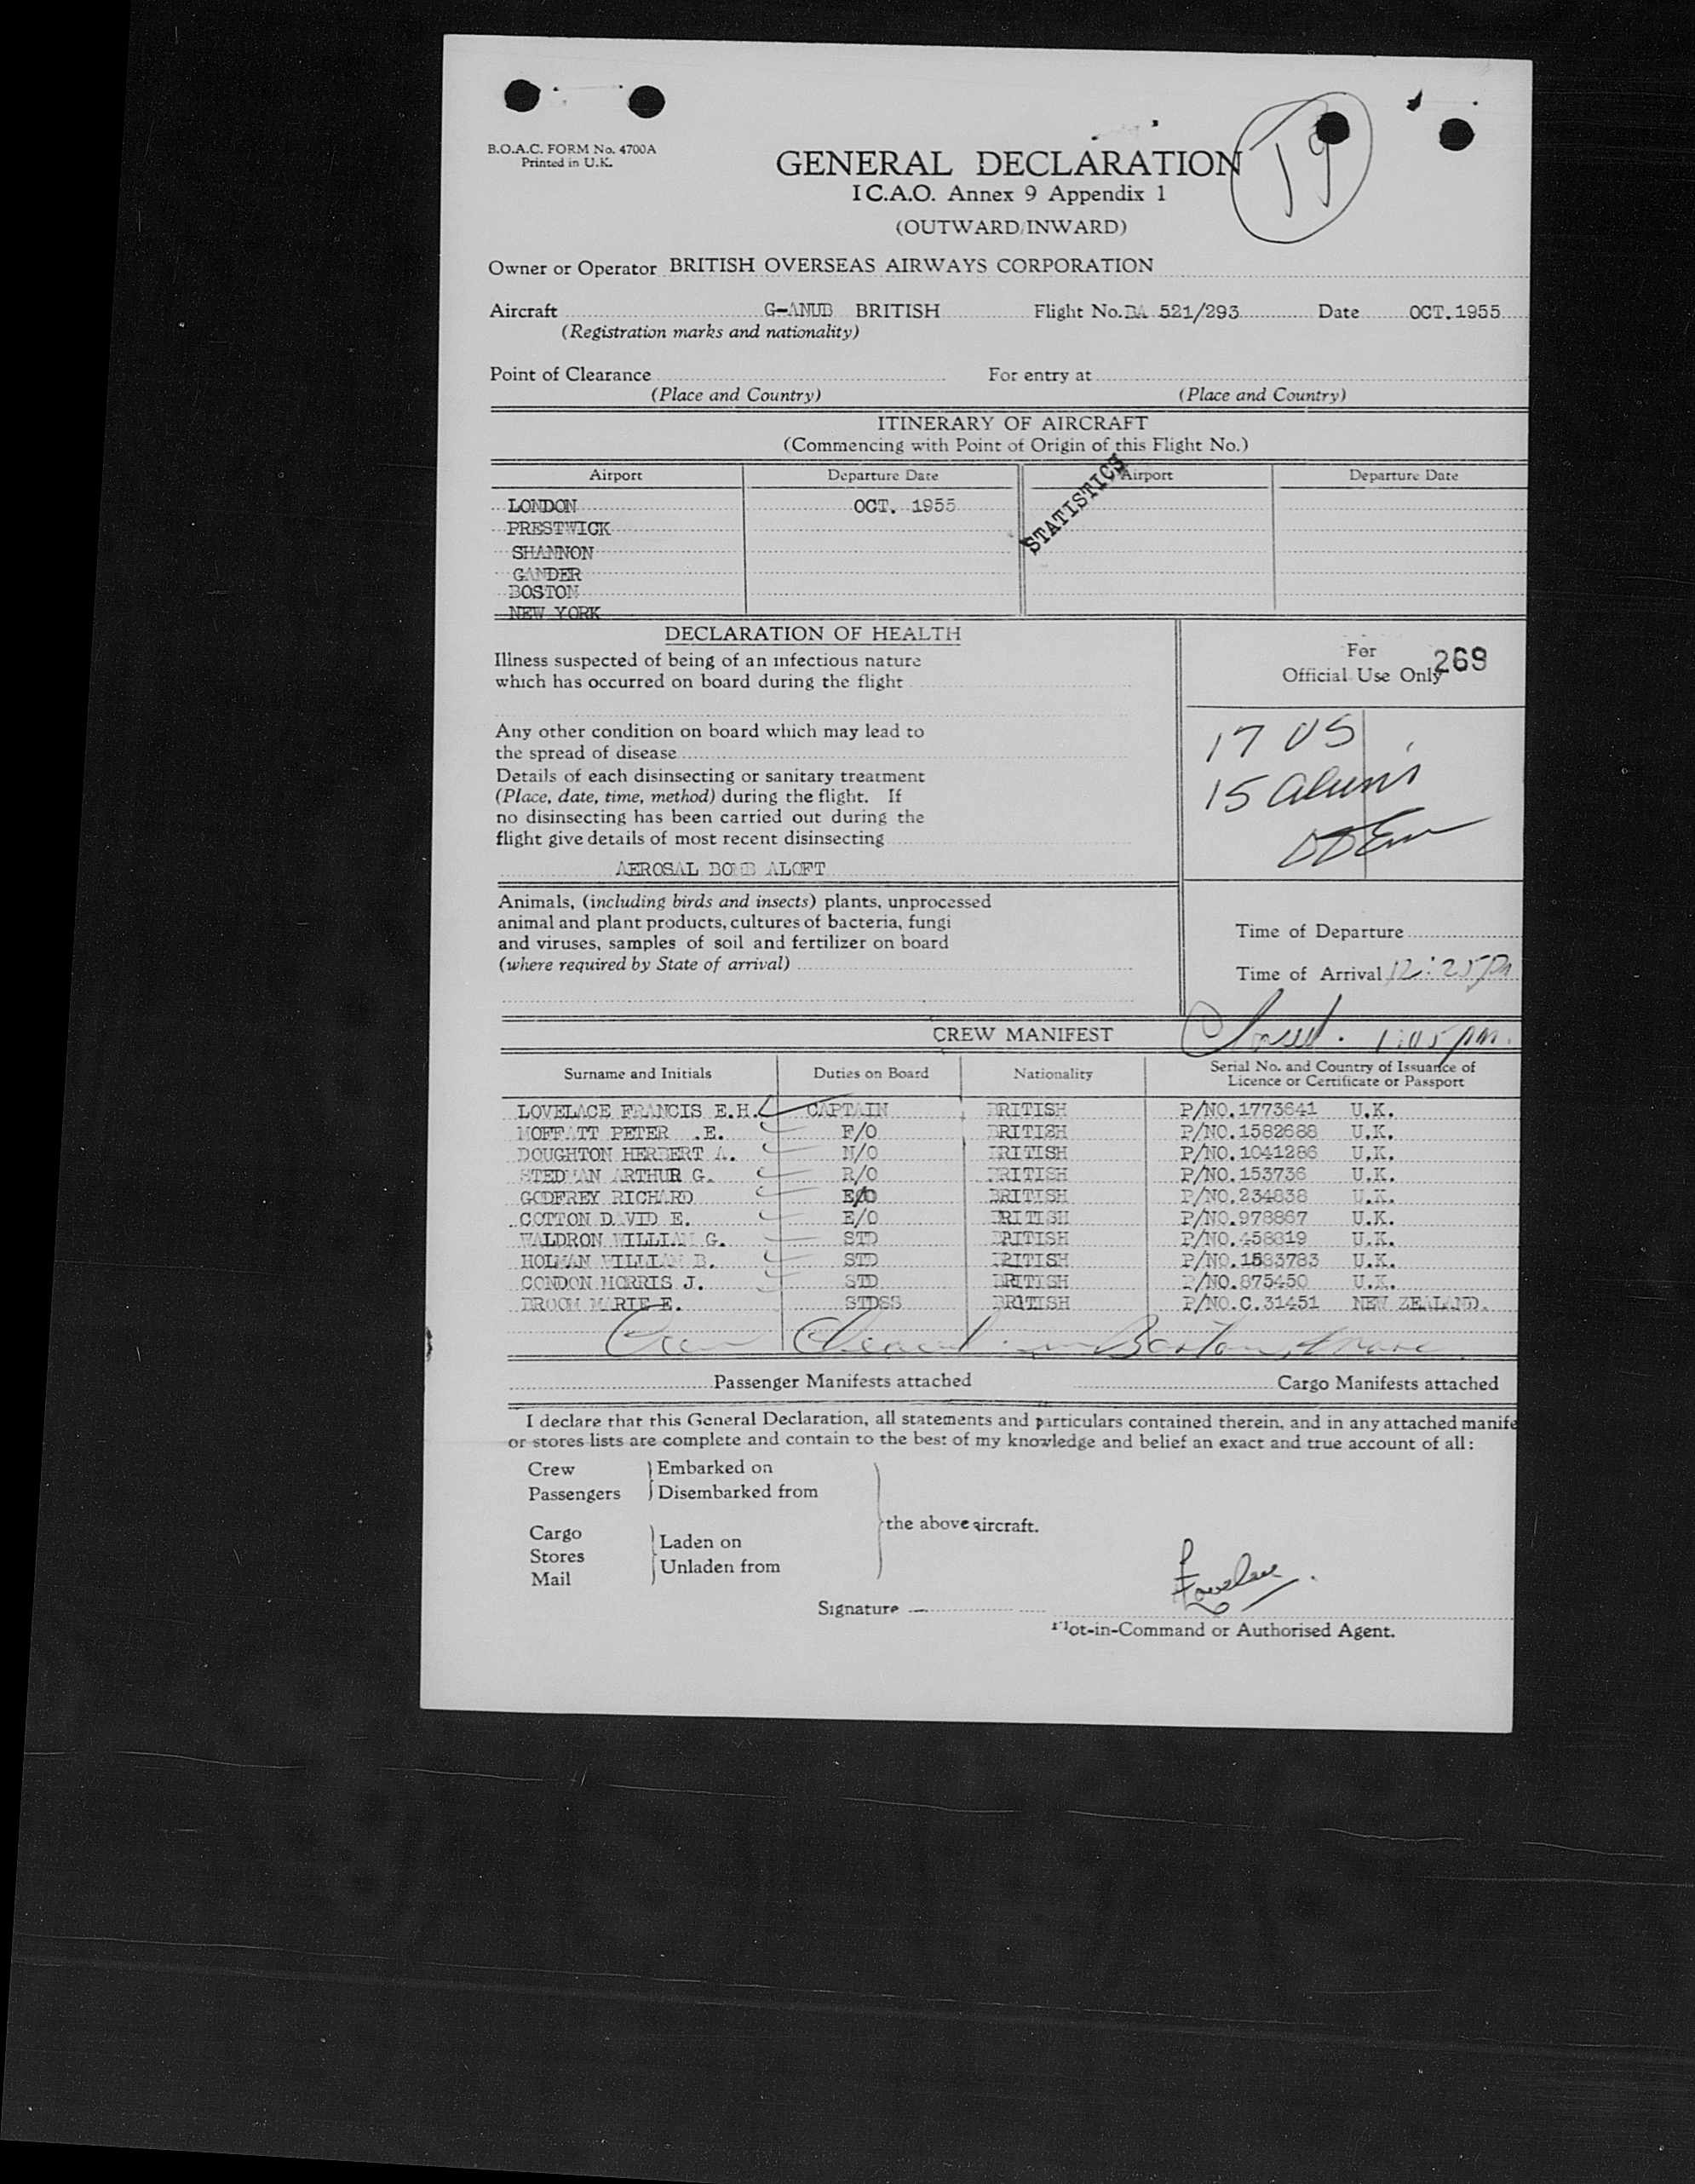 B.O.A.C. FORM No. 4700A
Printed in U.K.
19
GENERAL DECLARATION
I C.A.O. Annex 9 Appendix 1
(OUTWARD/INWARD)
Owner or Operator BRITISH OVERSEAS AIRWAYS CORPORATION
Aircraft G-ANUB BRITISH Flight No. BA 521/293 Date OCT. 1955
(Registration marks and nationality)
Point of Clearance For entry at
(Place and Country) (Place and Country)
ITINERARY OF AIRCRAFT
(Commencing with Point of Origin of this Flight No.)
Airport Departure Date Airport Departure Date
STATISTICS
LONDON OCT. 1955
PRESTWICK
SHANNON
GANDER
BOSTON
NEW YORK
DECLARATION OF HEALTH
Illness suspected of being of an infectious nature
which has occurred on board during the flight
For
Official Use Only
269
Any other condition on board which may lead to
the spread of disease
Details of each disinsecting or sanitary treatment
(Place, date, time, method) during the flight. If
no disinsecting has been carried out during the
flight give details of most recent disinsecting
AEROSAL BOMB ALOFT
17 US
15 aliens
Animals, (including birds and insects) plants, unprocessed
animal and plant products, cultures of bacteria, fungi
and viruses, samples of soil and fertilizer on board
(where required by State of arrival)
Time of Departure
Time of Arrival 12:25 Pm
CREW MANIFEST
Closed. 1:05 pm.
Surname and Initials Duties on Board Nationality Serial No. and Country of Issuance of
Licence or Certificate or Passport
LOVELACE FRANCIS E.H. CAPTAIN BRITISH P/NO. 1773641 U.K.
MOFFATT PETER .E. F/O BRITISH P/NO. 1582688 U.K.
DOUGHTON HERBERT A. N/O BRITISH P/NO. 1041286 U.K.
STEDMAN ARTHUR G. R/O BRITISH P/NO. 153736 U.K.
GODFREY RICHARD E/O BRITISH P/NO. 234838 U.K.
COTTON DAVID E. E/O BRITISH P/NO. 978867 U.K.
WALDRON WILLIAM G. STD BRITISH P/NO. 458819 U.K.
HOLMAN WILLIAM B. STD BRITISH P/NO. 1583783 U.K.
CONDON MORRIS J. STD BRITISH P/NO. 875450 U.K.
BROOM MARIE E. STDSS BRITISH P/NO. C. 31451 NEW ZEALAND.
Crew Cleared in Boston, Mass.
Passenger Manifests attached Cargo Manifests attached
I declare that this General Declaration, all statements and particulars contained therein, and in any attached manife
or stores lists are complete and contain to the best of my knowledge and belief an exact and true account of all:
Crew Embarked on
Passengers Disembarked from
the above aircraft.
Cargo Laden on
Stores
Unladen from
Mail
Signature Lovelace.
Pilot-in-Command or Authorised Agent.